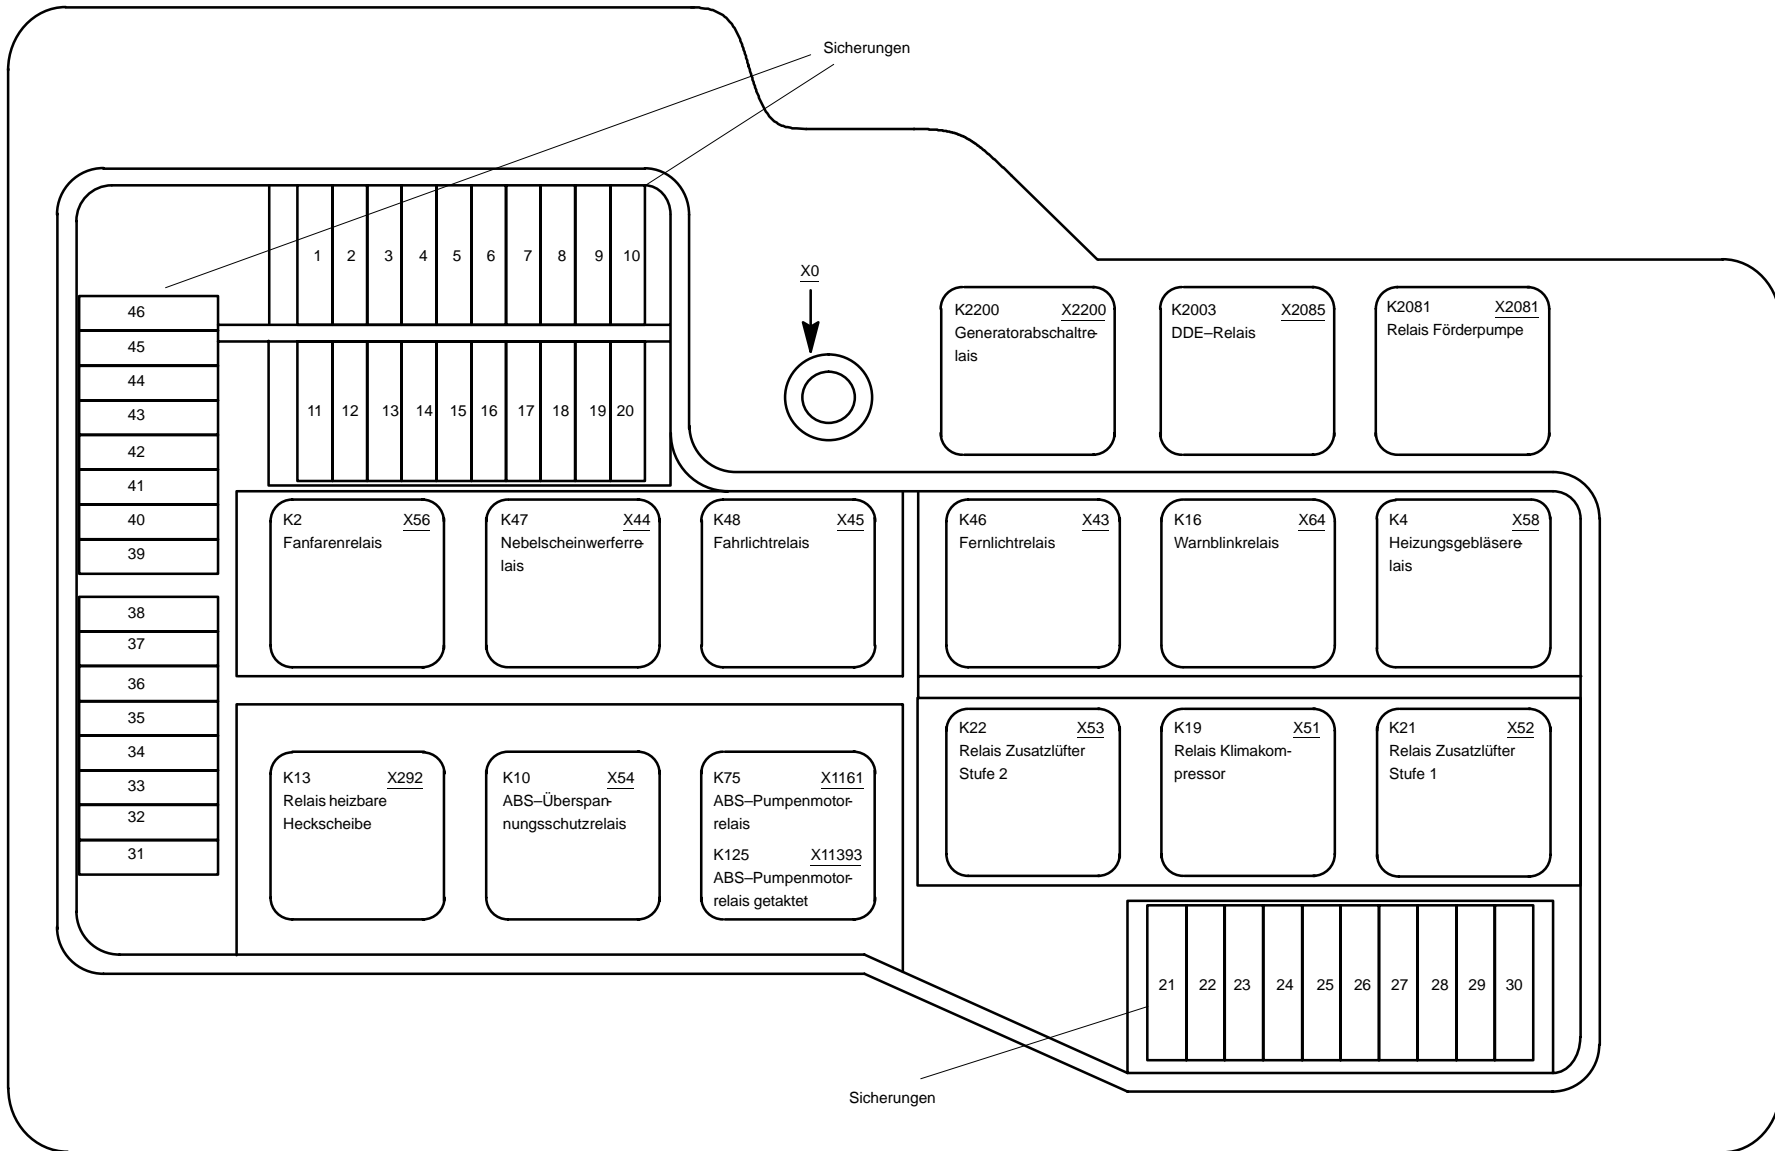 Sicherungen
1 2 3 4 5 6 7 8 9 10
X0
46
45
44
43
42
41
40
39
11 12 13 14 15 16 17 18 19 20
K2200 X2200
Generatorabschaltre-
lais
K2003 X2085
DDE–Relais
K2081 X2081
Relais Förderpumpe
K2 X56
Fanfarenrelais
K47 X44
Nebelscheinwerferre-
lais
K48 X45
Fahrlichtrelais
K46 X43
Fernlichtrelais
K16 X64
Warnblinkrelais
K4 X58
Heizungsgebläsere-
lais
38
37
36
35
34
33
32
31
K13 X292
Relais heizbare
Heckscheibe
K10 X54
ABS–Überspan-
nungsschutzrelais
K75 X1161
ABS–Pumpenmotor-
relais
K125 X11393
ABS–Pumpenmotor-
relais getaktet
K22 X53
Relais Zusatzlüfter
Stufe 2
K19 X51
Relais Klimakom-
pressor
K21 X52
Relais Zusatzlüfter
Stufe 1
21 22 23 24 25 26 27 28 29 30
Sicherungen